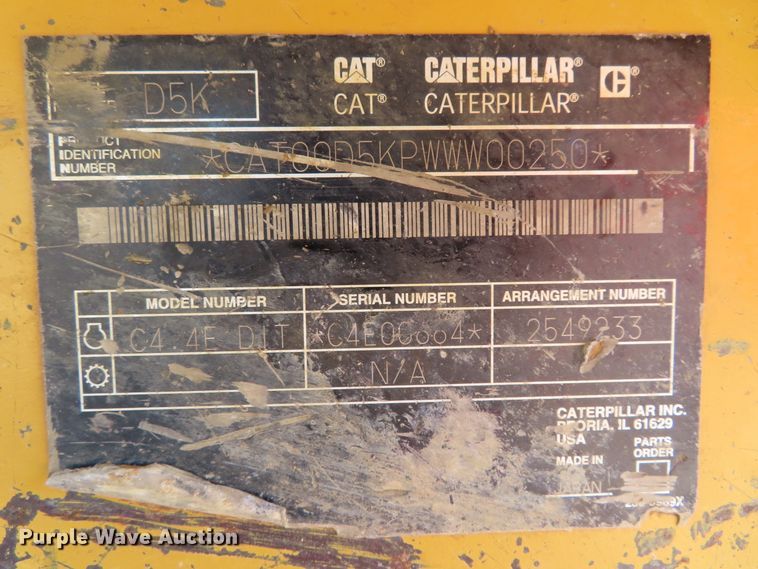 CAT® CATERPILLAR® C®
D5K
CAT® CATERPILLAR®
PRODUCT
IDENTIFICATION
NUMBER
*CAT00D5KPWWW00250*
MODEL NUMBER SERIAL NUMBER ARRANGEMENT NUMBER
C4.4E DIT 2549233
N/A
CATERPILLAR INC.
PEORIA, IL 61629
USA PARTS
ORDER
MADE IN
JAPAN
Purple Wave Auction